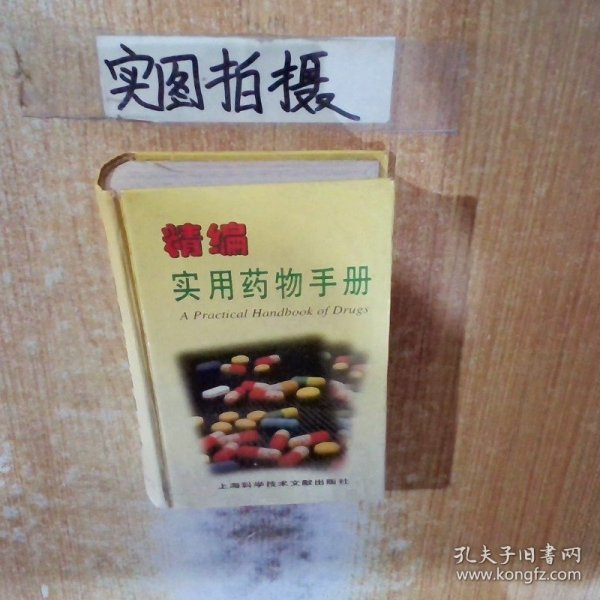 实图拍摄
精编
实用药物手册
A Practical Handbook of Drugs
上海科学技术文献出版社
孔夫子旧书网
www.kongfz.com